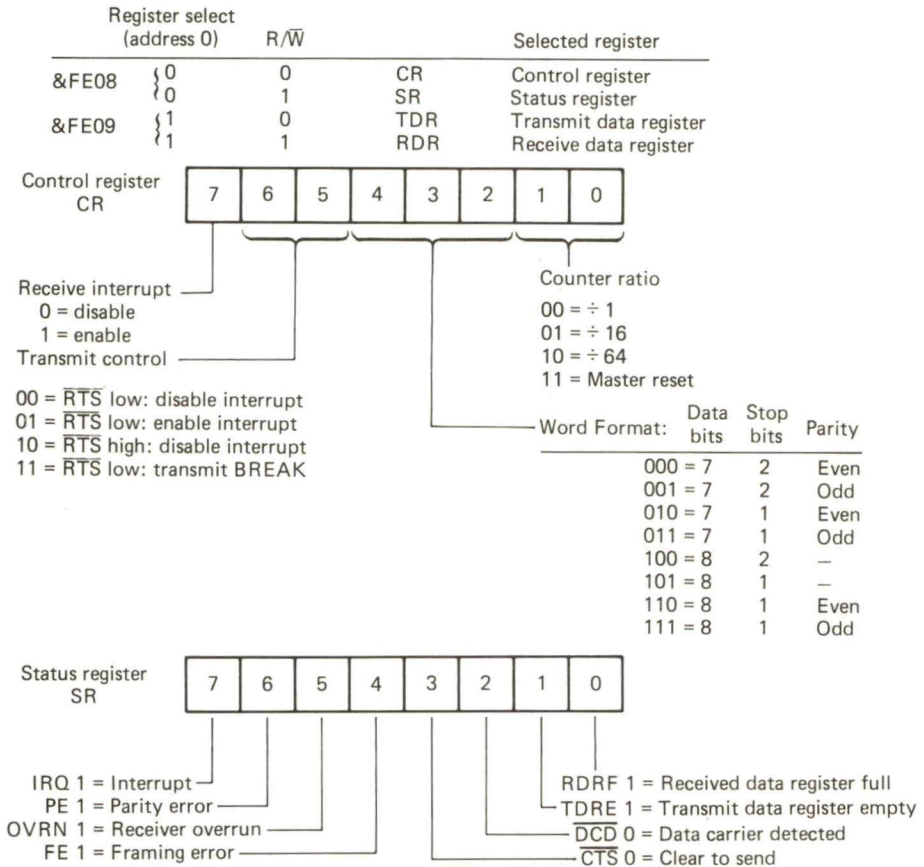 Register select
(address 0) R/W̅ Selected register
&FE08 0 0 CR Control register
0 1 SR Status register
&FE09 1 0 TDR Transmit data register
1 1 RDR Receive data register
Control register
CR
7 6 5 4 3 2 1 0
Receive interrupt
0 = disable
1 = enable
Transmit control
00 = R̅T̅S̅ low: disable interrupt
01 = R̅T̅S̅ low: enable interrupt
10 = R̅T̅S̅ high: disable interrupt
11 = R̅T̅S̅ low: transmit BREAK
Counter ratio
00 = ÷ 1
01 = ÷ 16
10 = ÷ 64
11 = Master reset
Word Format: Data bits Stop bits Parity
000 = 7 2 Even
001 = 7 2 Odd
010 = 7 1 Even
011 = 7 1 Odd
100 = 8 2 —
101 = 8 1 —
110 = 8 1 Even
111 = 8 1 Odd
Status register
SR
7 6 5 4 3 2 1 0
IRQ 1 = Interrupt
PE 1 = Parity error
OVRN 1 = Receiver overrun
FE 1 = Framing error
RDRF 1 = Received data register full
TDRE 1 = Transmit data register empty
D̅C̅D̅ 0 = Data carrier detected
C̅T̅S̅ 0 = Clear to send